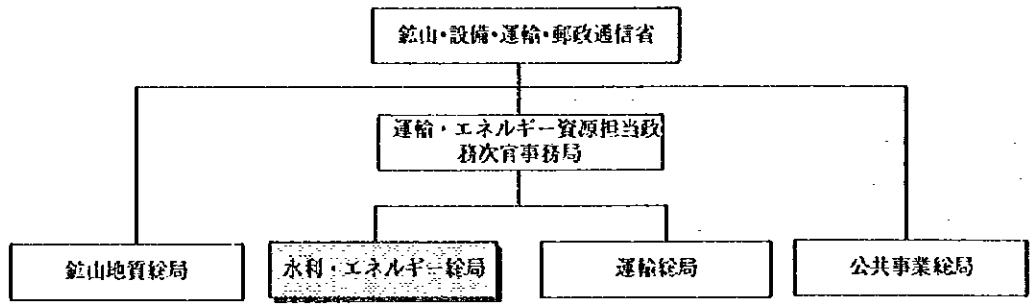 鉱山・設備・運輸・郵政通信省
運輸・エネルギー資源担当政
務次官事務局
鉱山地質総局
水利・エネルギー総局
運輸総局
公共事業総局